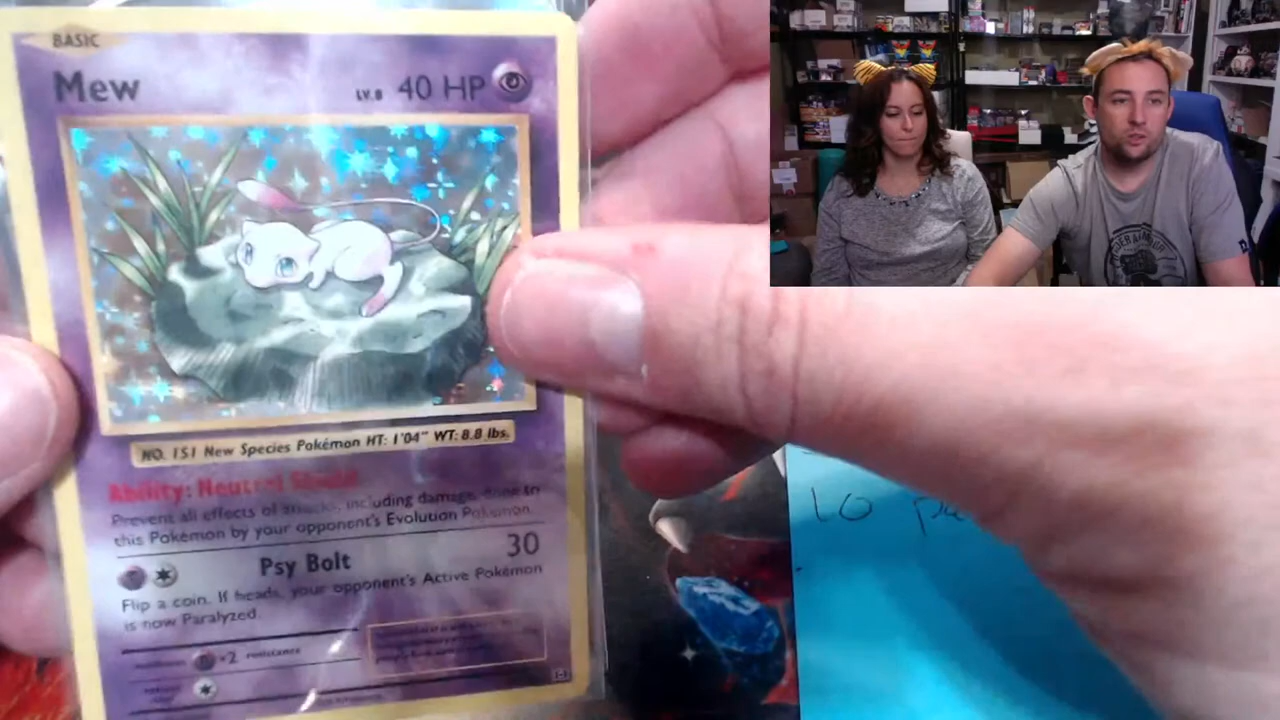 BASIC
Mew LV.8 40 HP
NO. 151 New Species Pokémon HT: 1'04" WT: 8.8 lbs.
Ability: Neutral Shield
Prevent all effects of attacks, including damage, done to
this Pokémon by your opponent's Evolution Pokémon.
Psy Bolt 30
Flip a coin. If heads, your opponent's Active Pokémon
is now Paralyzed.
weakness ×2 resistance
10